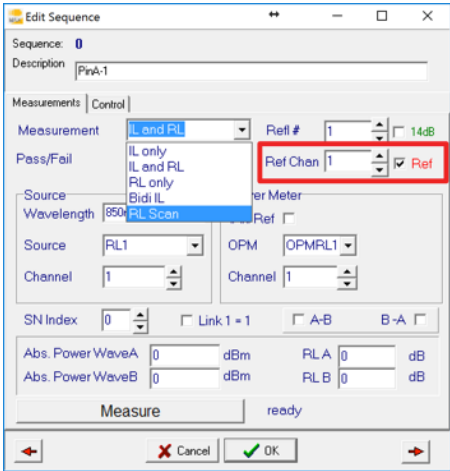 Edit Sequence
Sequence: 0
Description PinA-1
Measurements Control
Measurement IL and RL Refl # 1 14dB
IL only
IL and RL
RL only
Bidi IL
RL Scan
Pass/Fail Ref Chan 1 Ref
Source er Meter
Wavelength 850 Ref
Source RL1 OPM OPMRL1
Channel 1 Channel 1
SN Index 0 Link 1 = 1 A-B B-A
Abs. Power WaveA 0 dBm RL A 0 dB
Abs. Power WaveB 0 dBm RL B 0 dB
Measure ready
Cancel OK